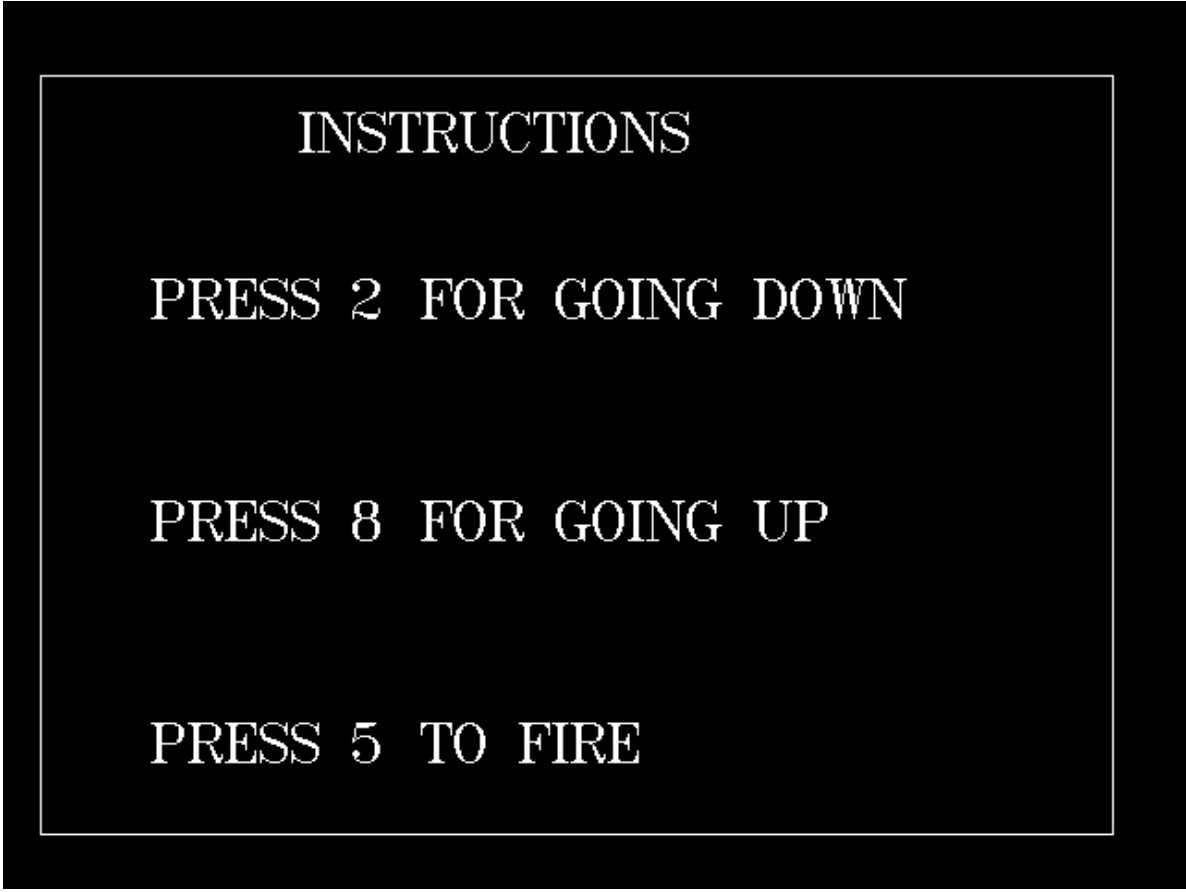 INSTRUCTIONS
PRESS 2 FOR GOING DOWN
PRESS 8 FOR GOING UP
PRESS 5 TO FIRE